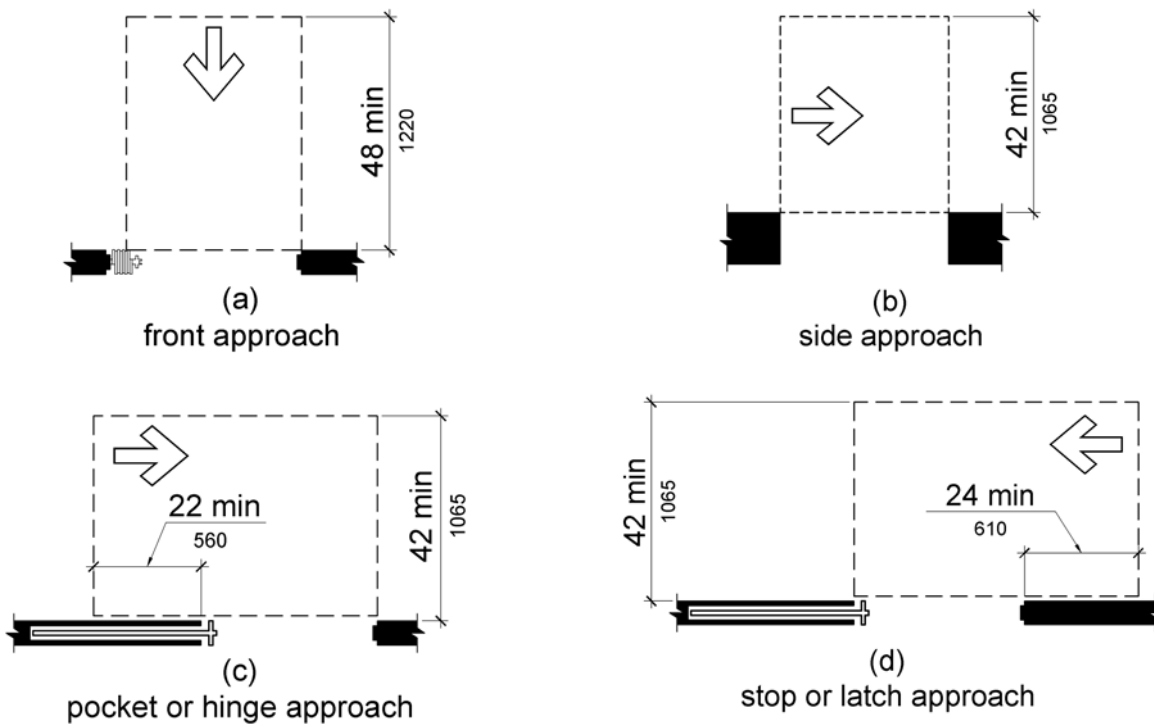 48 min
1220
(a)
front approach
42 min
1065
(b)
side approach
22 min
560
42 min
1065
(c)
pocket or hinge approach
42 min
1065
24 min
610
(d)
stop or latch approach